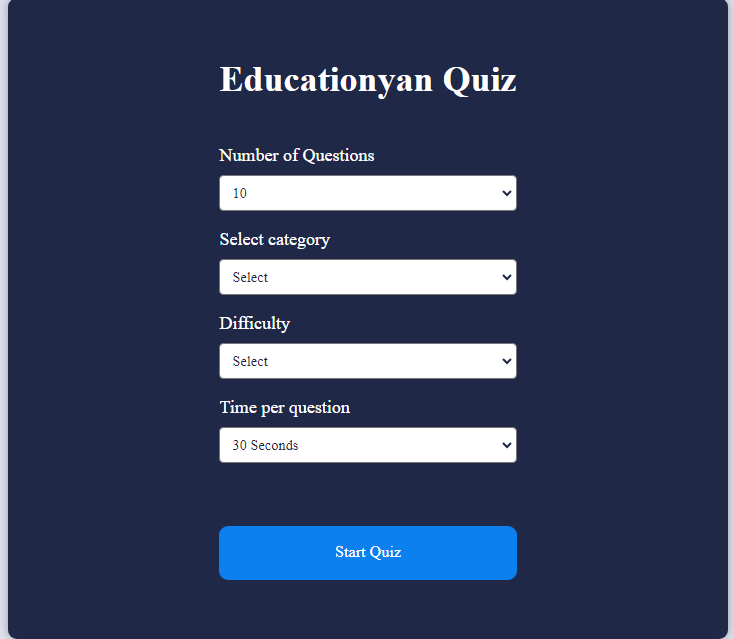 Educationyan Quiz
Number of Questions
10
Select category
Select
Difficulty
Select
Time per question
30 Seconds
Start Quiz